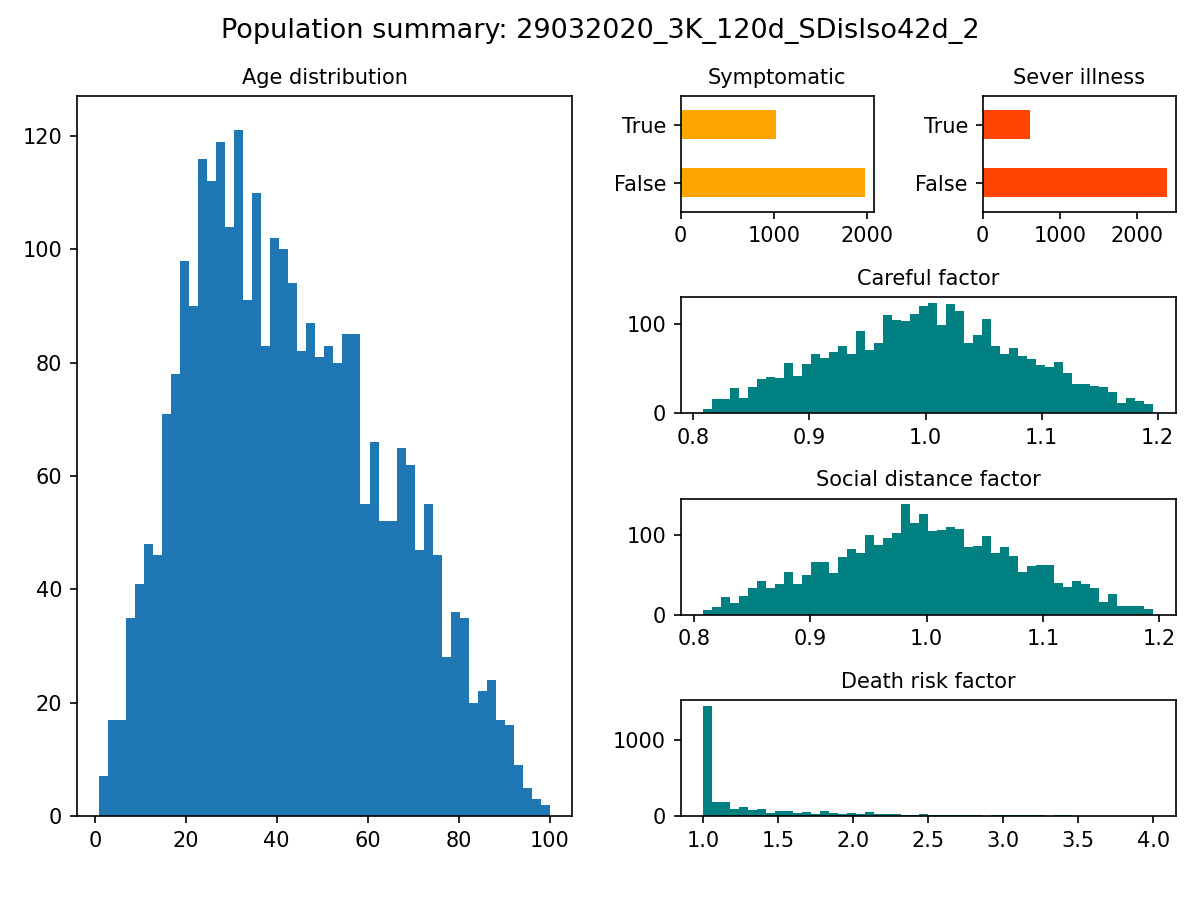 Population summary: 29032020_3K_120d_SDisIso42d_2
Age distribution
120
100
80
60
40
20
0
0 20 40 60 80 100
Symptomatic
True
False
0 1000 2000
Sever illness
True
False
0 1000 2000
Careful factor
100
0
0.8 0.9 1.0 1.1 1.2
Social distance factor
100
0
0.8 0.9 1.0 1.1 1.2
Death risk factor
1000
0
1.0 1.5 2.0 2.5 3.0 3.5 4.0